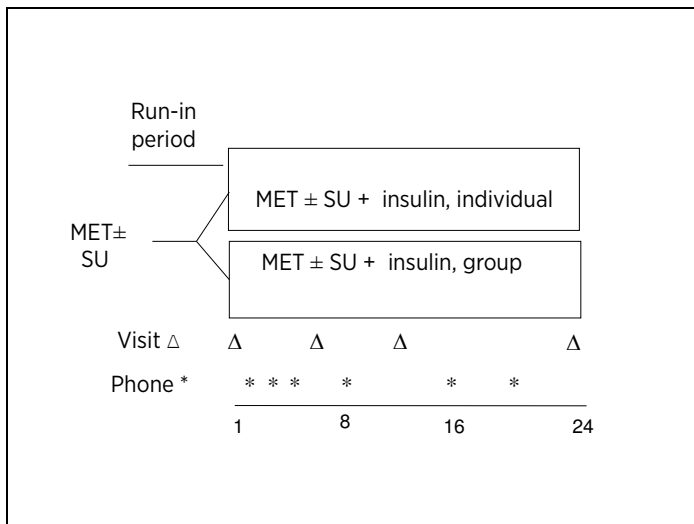 Run-in
period
MET ± SU + insulin, individual
MET±
SU
MET ± SU + insulin, group
Visit Δ Δ Δ Δ Δ
Phone * * * * * * *
1 8 16 24